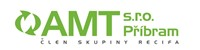 AMT s.r.o.
Příbram
ČLEN SKUPINY RECIFA